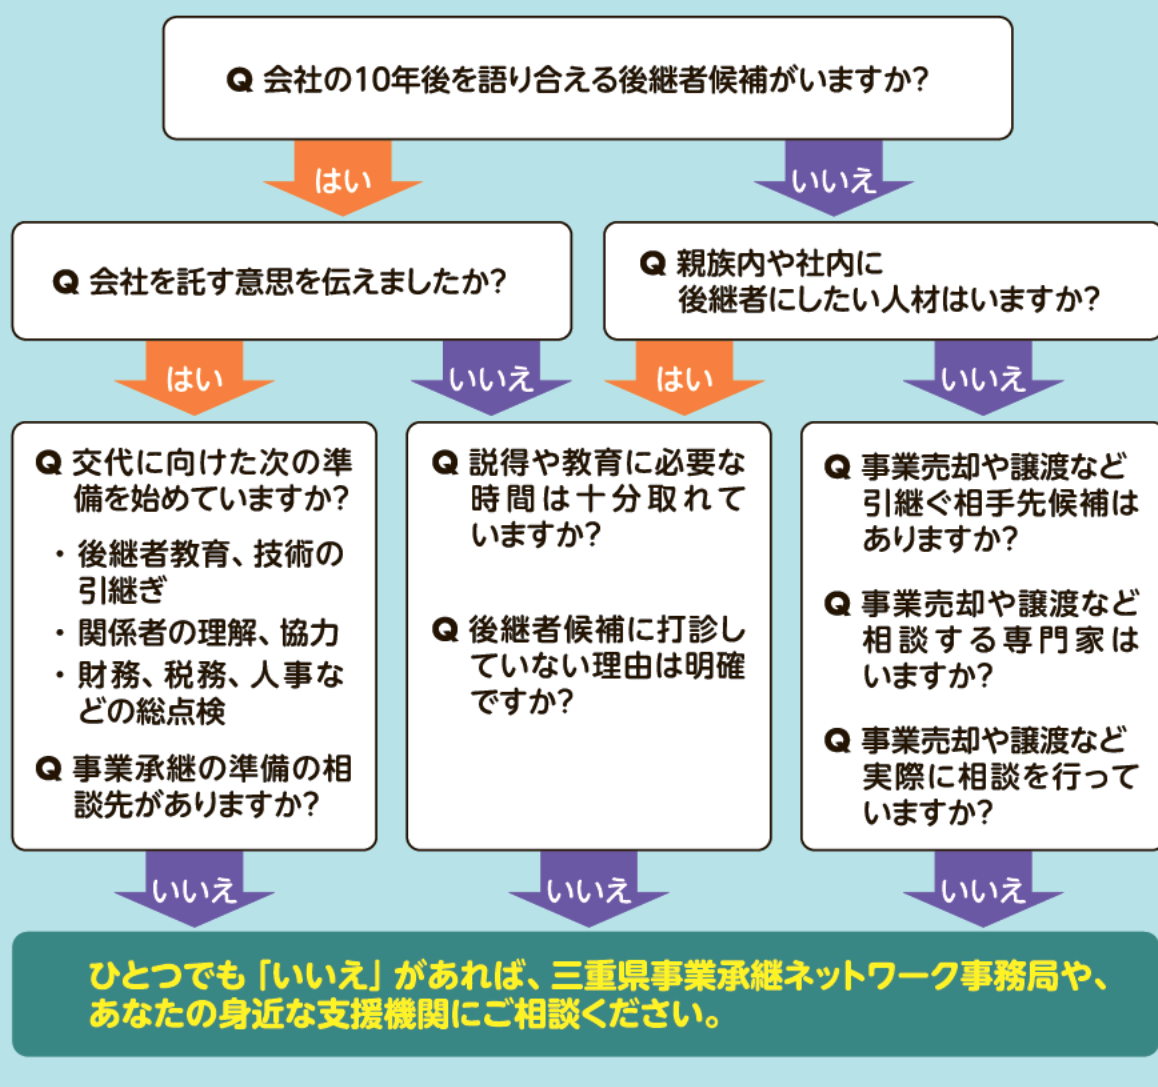 Q 会社の10年後を語り合える後継者候補がいますか?
はい
いいえ
Q 会社を託す意思を伝えましたか?
Q 親族内や社内に
後継者にしたい人材はいますか?
はい
いいえ
はい
いいえ
Q 交代に向けた次の準
備を始めていますか?
・後継者教育、技術の
引継ぎ
・関係者の理解、協力
・財務、税務、人事な
どの総点検
Q 事業承継の準備の相
談先がありますか?
Q 説得や教育に必要な
時間は十分取れて
いますか?
Q 後継者候補に打診し
ていない理由は明確
ですか?
Q 事業売却や譲渡など
引継ぐ相手先候補は
ありますか?
Q 事業売却や譲渡など
相談する専門家は
いますか?
Q 事業売却や譲渡など
実際に相談を行って
いますか?
いいえ
いいえ
いいえ
ひとつでも「いいえ」があれば、三重県事業承継ネットワーク事務局や、
あなたの身近な支援機関にご相談ください。